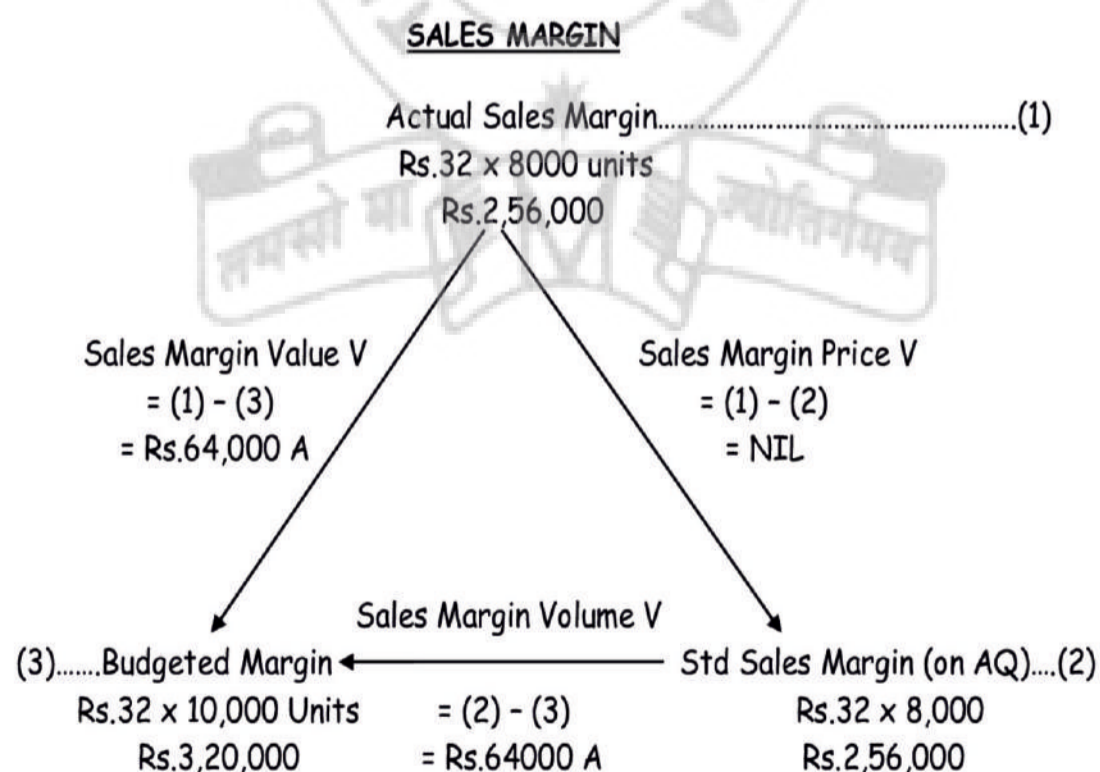 SALES MARGIN
Actual Sales Margin..................................................(1)
Rs.32 x 8000 units
Rs.2,56,000
तमसो मा
ज्योतिर्गमय
Sales Margin Value V
= (1) - (3)
= Rs.64,000 A
Sales Margin Price V
= (1) - (2)
= NIL
Sales Margin Volume V
(3).......Budgeted Margin
Std Sales Margin (on AQ)....(2)
Rs.32 x 10,000 Units
= (2) - (3)
Rs.32 x 8,000
Rs.3,20,000
= Rs.64000 A
Rs.2,56,000